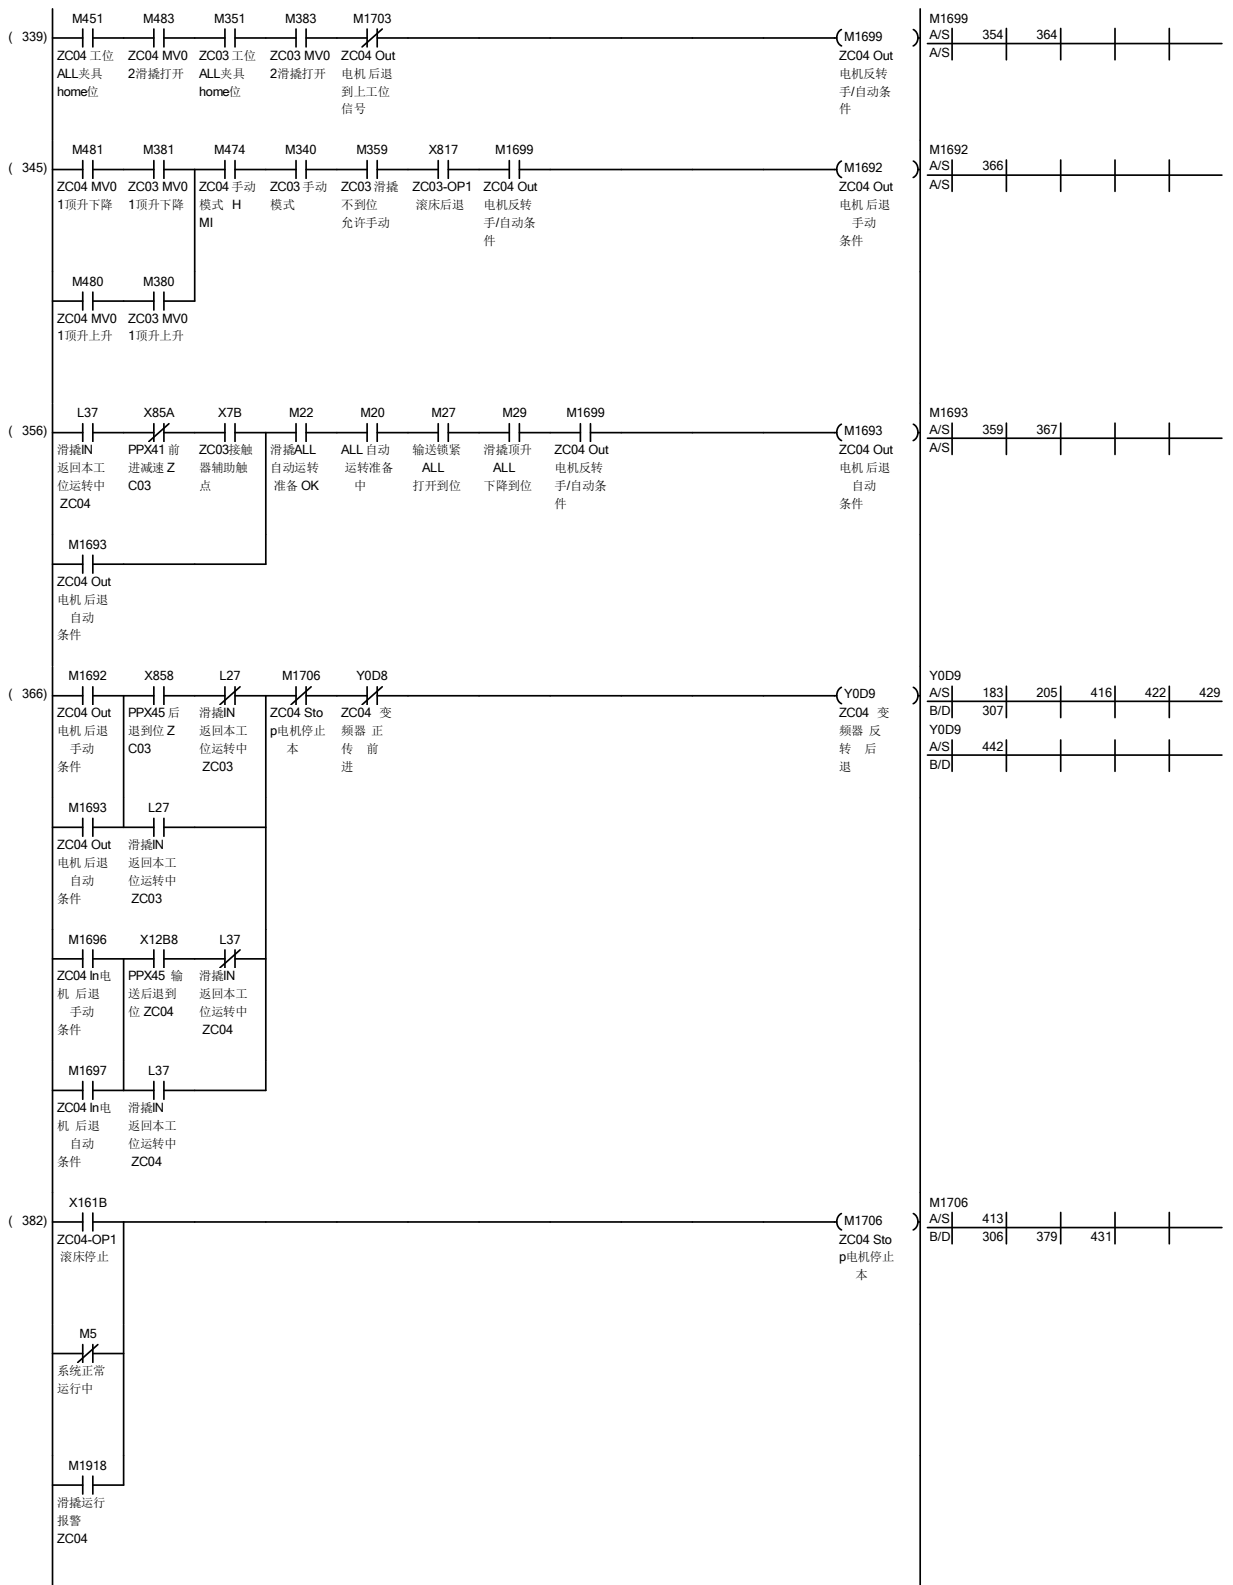 M451 M483 M351 M383 M1703 M1699
( 339) (M1699 ) A/S 354 364
ZC04 工位 ZC04 MV0 ZC03 工位 ZC03 MV0 ZC04 Out ZC04 Out A/S
ALL夹具 2滑撬打开 ALL夹具 2滑撬打开 电机 后退 电机反转
home位 home位 到上工位 手/自动条
信号 件
M481 M381 M474 M340 M359 X817 M1699 M1692
( 345) (M1692 ) A/S 366
ZC04 MV0 ZC03 MV0 ZC04 手动 ZC03 手动 ZC03 滑撬 ZC03-OP1 ZC04 Out ZC04 Out A/S
1顶升下降 1顶升下降 模式 H 模式 不到位 滚床后退 电机反转 电机 后退
MI 允许手动 手/自动条 手动
件 条件
M480 M380
ZC04 MV0 ZC03 MV0
1顶升上升 1顶升上升
L37 X85A X7B M22 M20 M27 M29 M1699 M1693
( 356) (M1693 ) A/S 359 367
滑撬IN PPX41 前 ZC03接触 滑撬ALL ALL 自动 输送锁紧 滑撬顶升 ZC04 Out ZC04 Out A/S
返回本工 进减速 Z 器辅助触 自动运转 运转准备 ALL ALL 电机反转 电机 后退
位运转中 C03 点 准备 OK 中 打开到位 下降到位 手/自动条 自动
ZC04 件 条件
M1693
ZC04 Out
电机 后退
自动
条件
M1692 X858 L27 M1706 Y0D8 Y0D9
( 366) (Y0D9 ) A/S 183 205 416 422 429
ZC04 Out PPX45 后 滑撬IN ZC04 Sto ZC04 变 ZC04 变 B/D 307
电机 后退 退到位 Z 返回本工 p电机停止 频器 正 频器 反 Y0D9
手动 C03 位运转中 本 传 前 转 后 A/S 442
条件 ZC03 进 退 B/D
M1693 L27
ZC04 Out 滑撬IN
电机 后退 返回本工
自动 位运转中
条件 ZC03
M1696 X12B8 L37
ZC04 In电 PPX45 输 滑撬IN
机 后退 送后退到 返回本工
手动 位 ZC04 位运转中
条件 ZC04
M1697 L37
ZC04 In电 滑撬IN
机 后退 返回本工
自动 位运转中
条件 ZC04
X161B M1706
( 382) (M1706 ) A/S 413
ZC04-OP1 ZC04 Sto B/D 306 379 431
滚床停止 p电机停止
本
M5
系统正常
运行中
M1918
滑撬运行
报警
ZC04